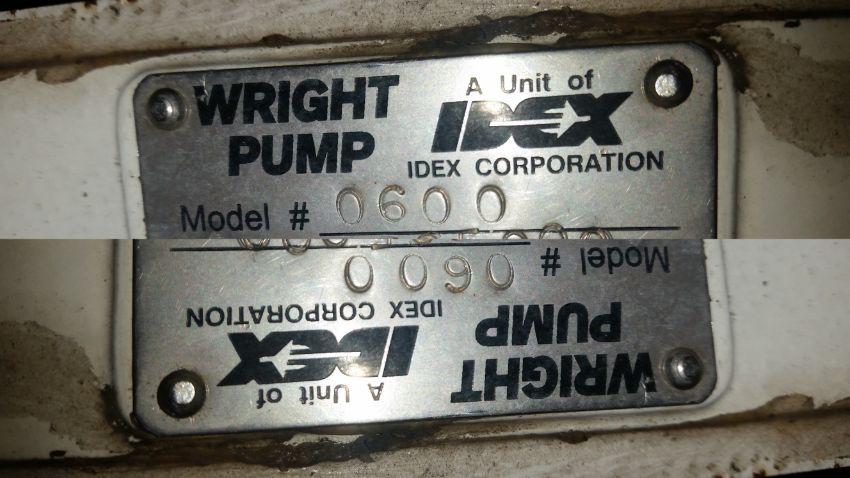 WRIGHT
PUMP
A Unit of
IDEX
IDEX CORPORATION
Model # 0600
WRIGHT
PUMP
A Unit of
IDEX
IDEX CORPORATION
Model # 0600